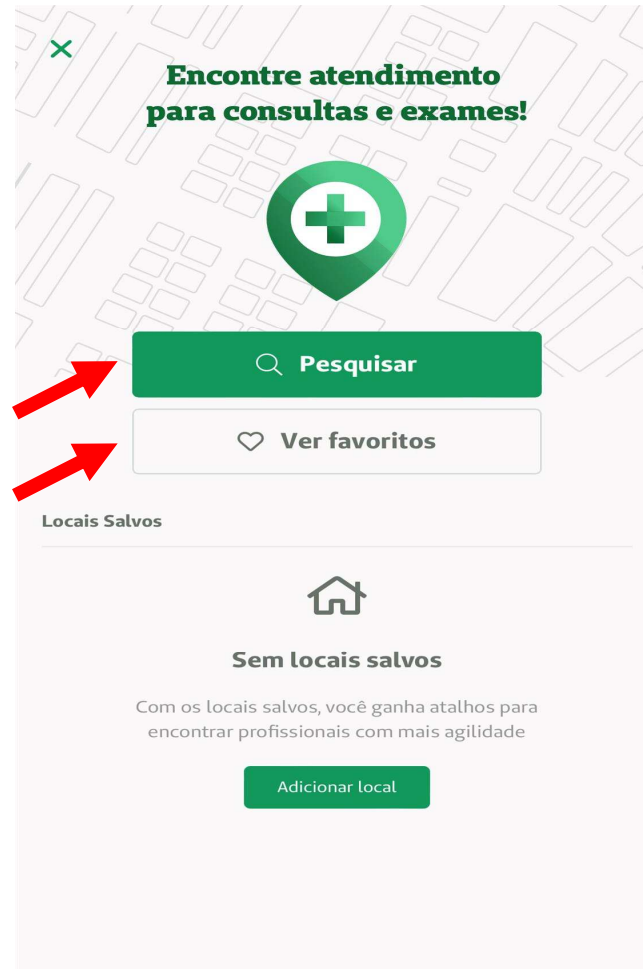 Encontre atendimento
para consultas e exames!
Pesquisar
Ver favoritos
Locais Salvos
Sem locais salvos
Com os locais salvos, você ganha atalhos para
encontrar profissionais com mais agilidade
Adicionar local